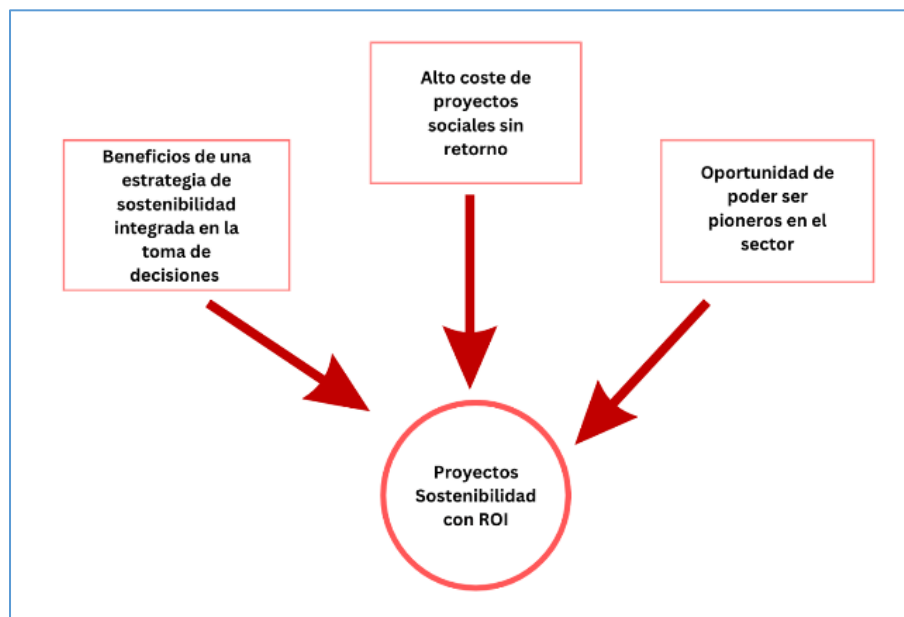 Beneficios de una
estrategia de
sostenibilidad
integrada en la
toma de
decisiones
Alto coste de
proyectos
sociales sin
retorno
Oportunidad de
poder ser
pioneros en el
sector
Proyectos
Sostenibilidad
con ROI